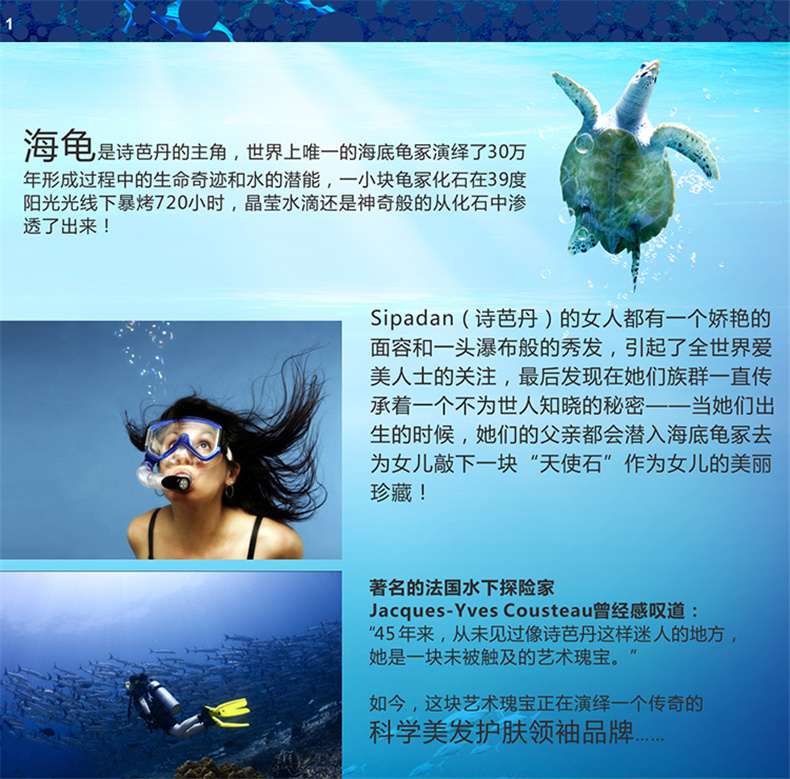 1
海龟是诗芭丹的主角，世界上唯一的海底龟冢演绎了30万
年形成过程中的生命奇迹和水的潜能，一小块龟冢化石在39度
阳光光线下暴烤720小时，晶莹水滴还是神奇般的从化石中渗
透了出来！
Sipadan（诗芭丹）的女人都有一个娇艳的
面容和一头瀑布般的秀发，引起了全世界爱
美人士的关注，最后发现在她们族群一直传
承着一个不为世人知晓的秘密——当她们出
生的时候，她们的父亲都会潜入海底龟冢去
为女儿敲下一块“天使石”作为女儿的美丽
珍藏！
著名的法国水下探险家
Jacques-Yves Cousteau曾经感叹道：
“45年来，从未见过像诗芭丹这样迷人的地方，
她是一块未被触及的艺术瑰宝。”
如今，这块艺术瑰宝正在演绎一个传奇的
科学美发护肤领袖品牌......